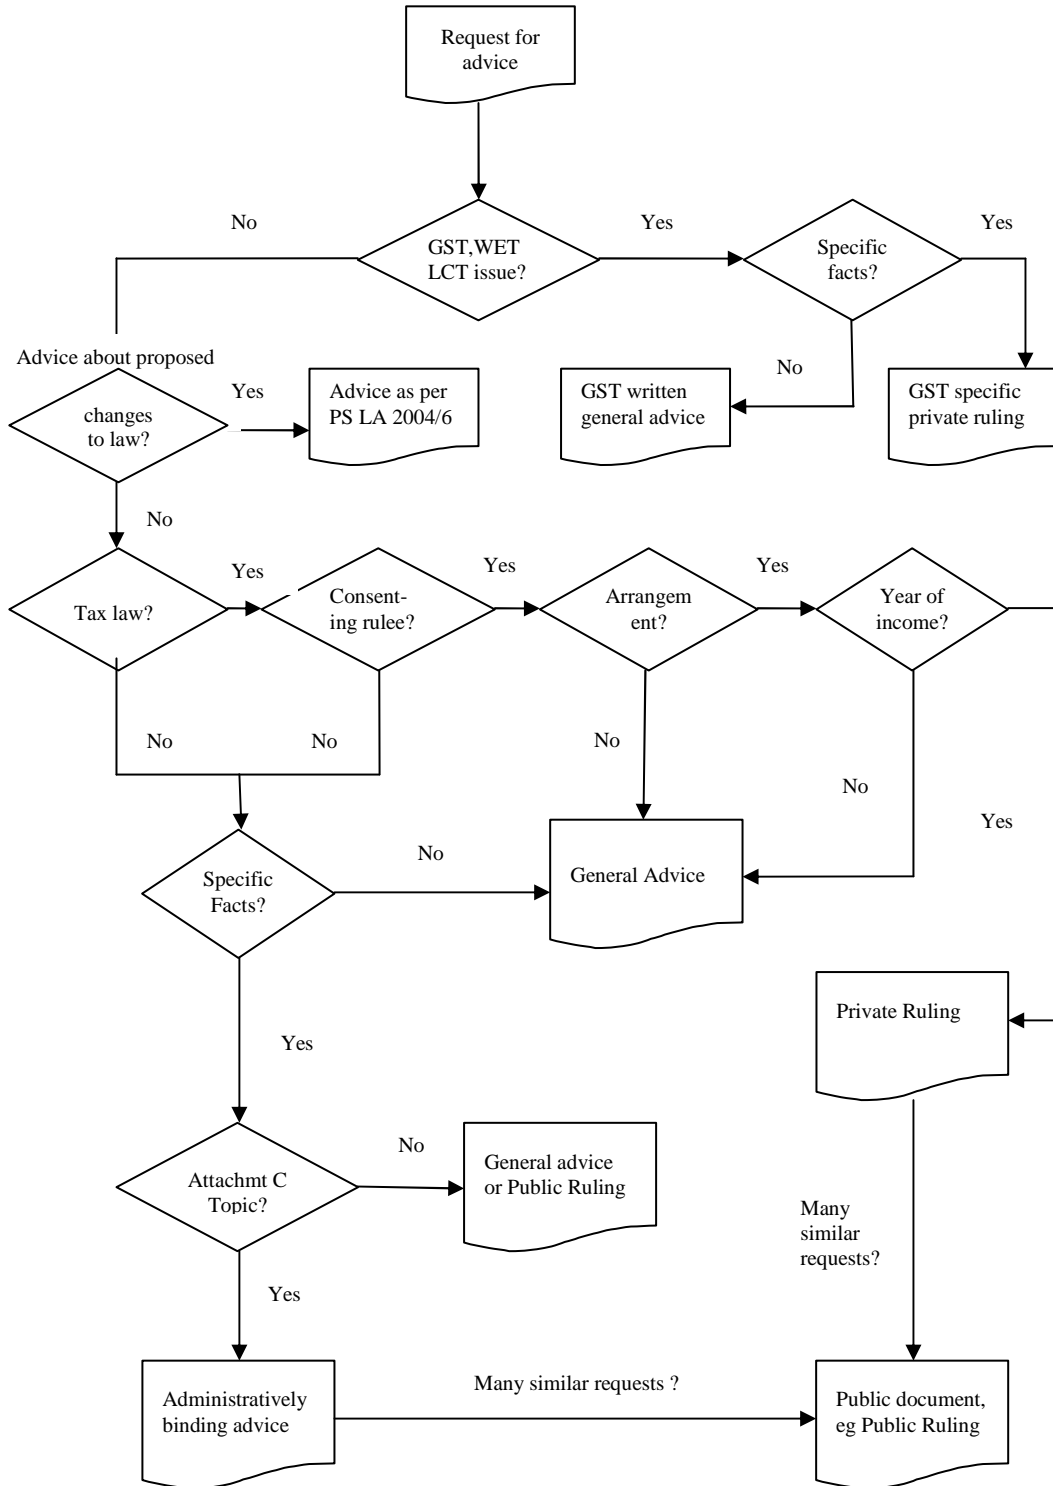 Request for
advice
No
GST,WET
LCT issue?
Yes
Specific
facts?
Yes
Advice about proposed
changes
to law?
Yes
Advice as per
PS LA 2004/6
No
GST written
general advice
GST specific
private ruling
No
Tax law?
Yes
Consent-
ing rulee?
Yes
Arrangem
ent?
Yes
Year of
income?
No
No
No
No
Yes
Specific
Facts?
No
General Advice
Private Ruling
Yes
Attachmt C
Topic?
No
General advice
or Public Ruling
Many
similar
requests?
Yes
Administratively
binding advice
Many similar requests ?
Public document,
eg Public Ruling